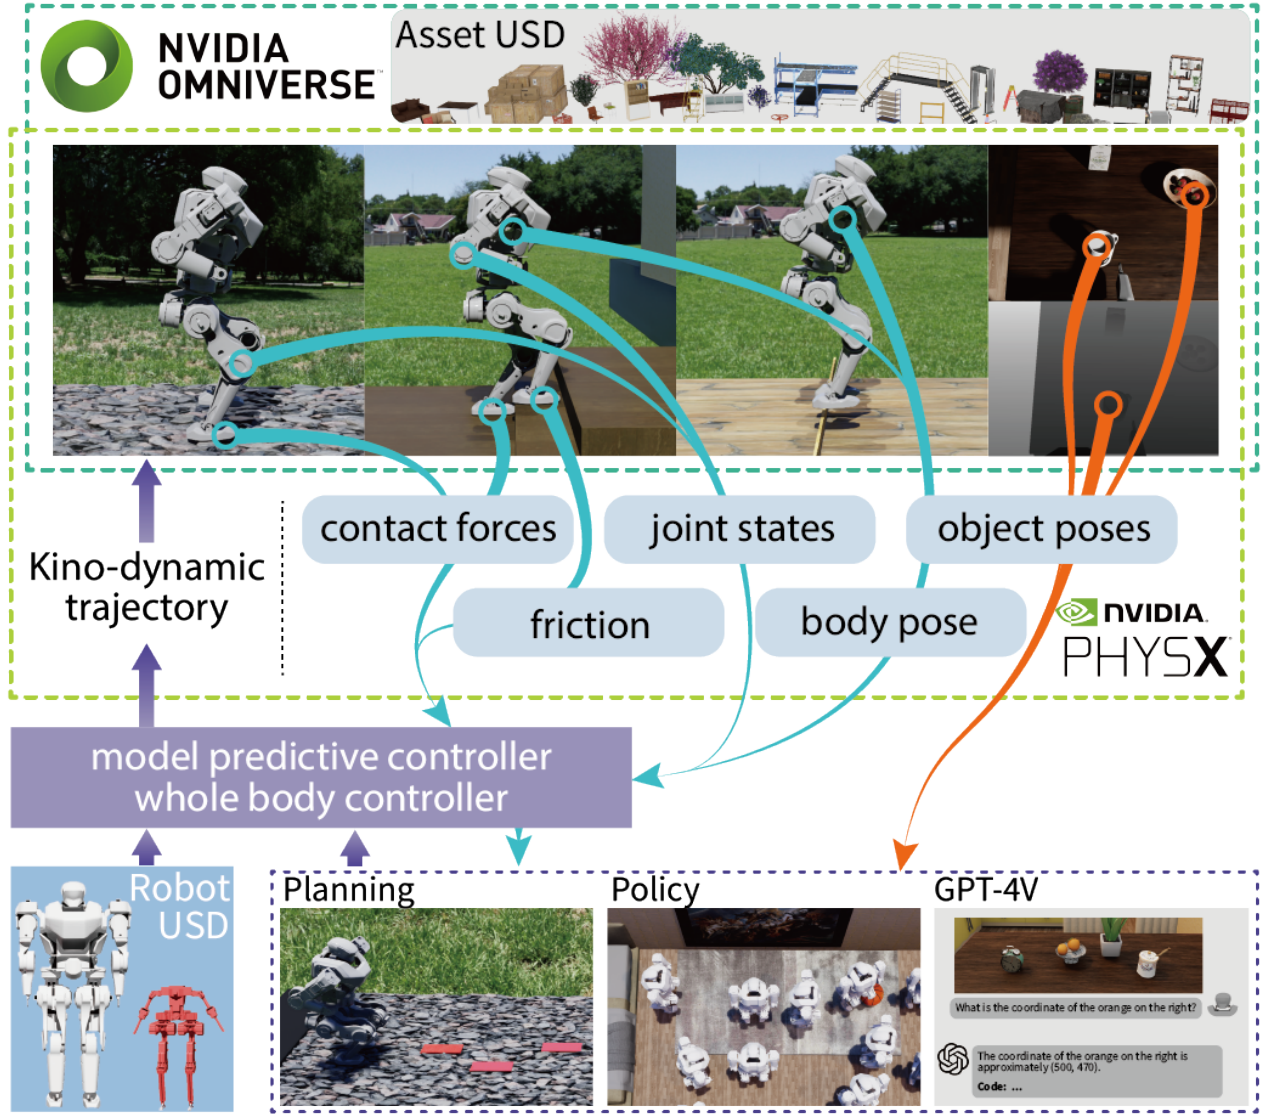 NVIDIA
OMNIVERSE™
Asset USD
contact forces
joint states
object poses
Kino-dynamic
trajectory
friction
body pose
NVIDIA.
PHYSX
model predictive controller
whole body controller
Robot
USD
Planning
Policy
GPT-4V
What is the coordinate of the orange on the right?
The coordinate of the orange on the right is
approximately (500, 470).
Code: ...